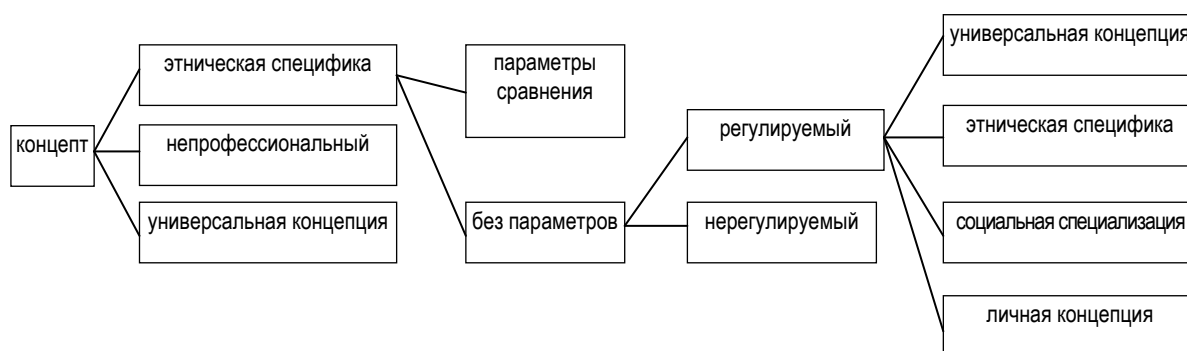 концепт
этническая специфика
непрофессиональный
универсальная концепция
параметры
сравнения
без параметров
регулируемый
нерегулируемый
универсальная концепция
этническая специфика
социальная специализация
личная концепция